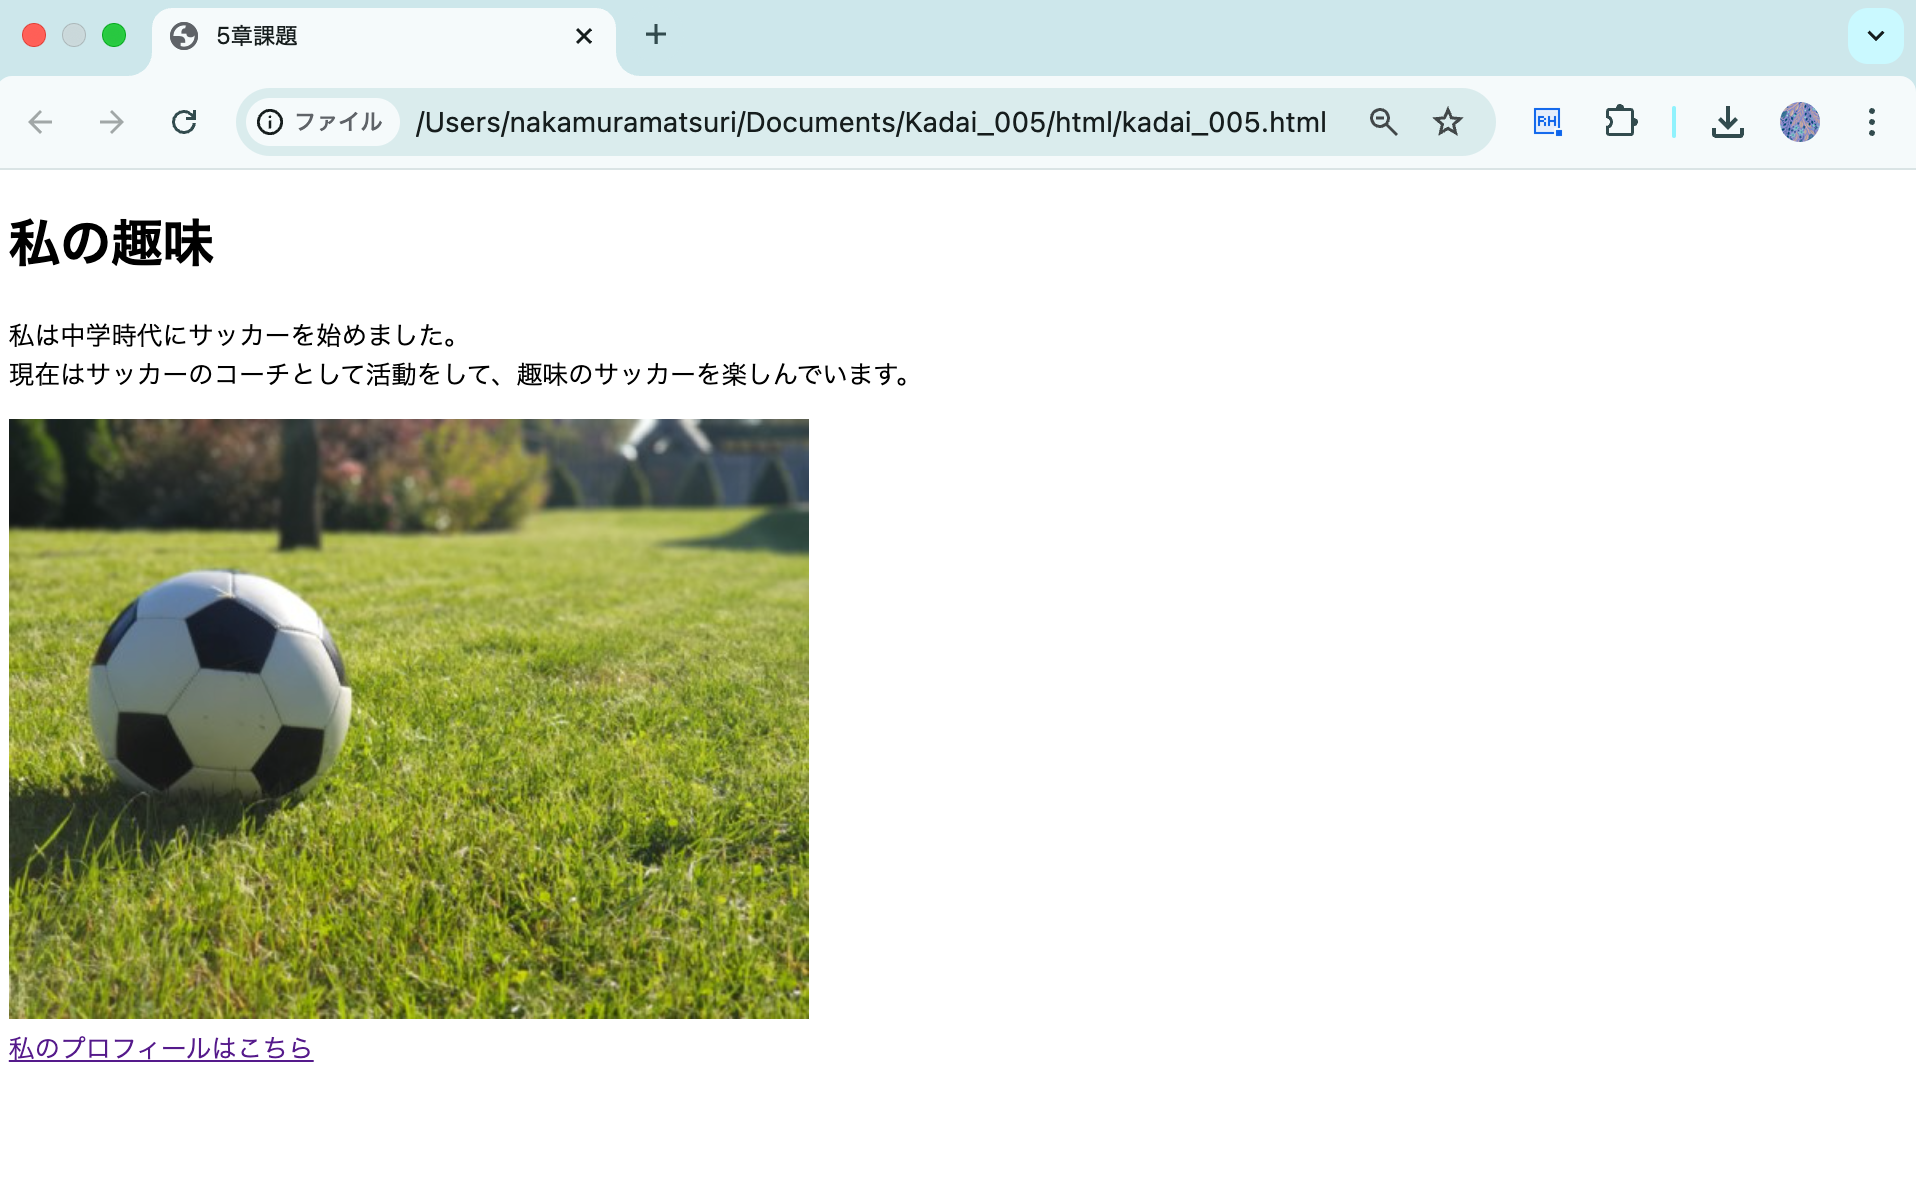 5章課題
ファイル
/Users/nakamuramatsuri/Documents/Kadai_005/html/kadai_005.html
RH
私の趣味
私は中学時代にサッカーを始めました。
現在はサッカーのコーチとして活動をして、趣味のサッカーを楽しんでいます。
私のプロフィールはこちら